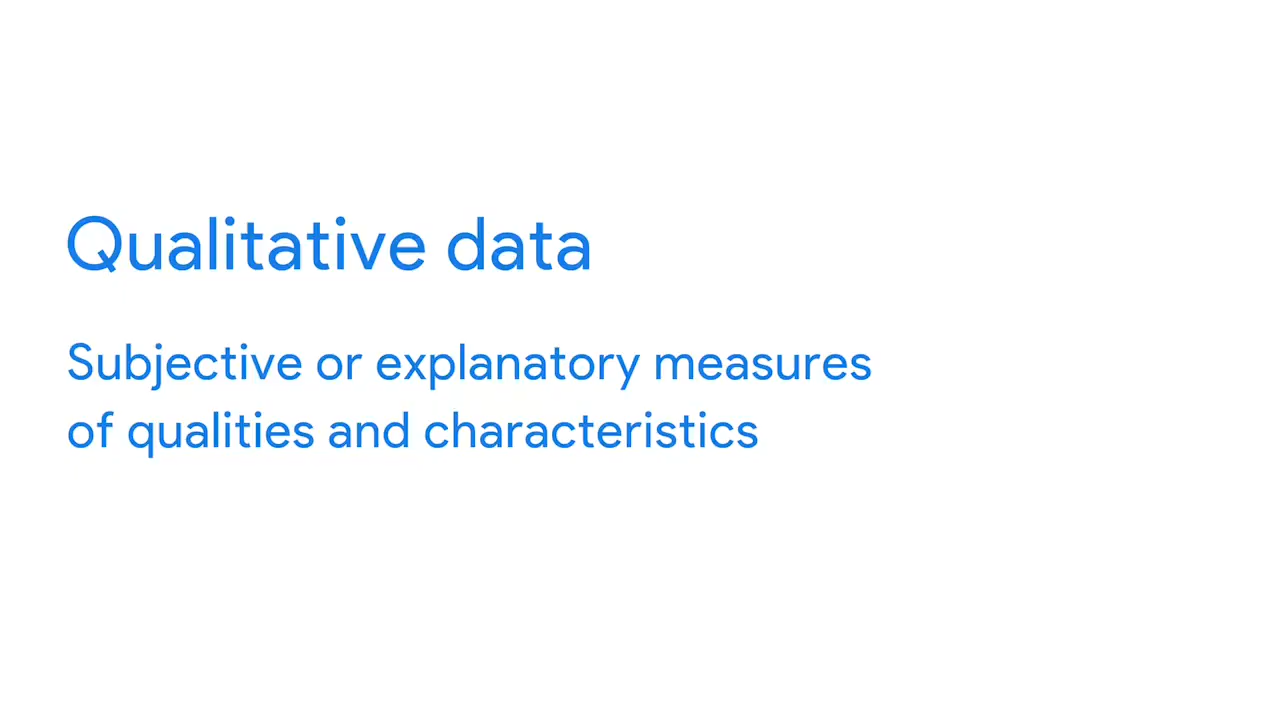 Qualitative data
Subjective or explanatory measures
of qualities and characteristics